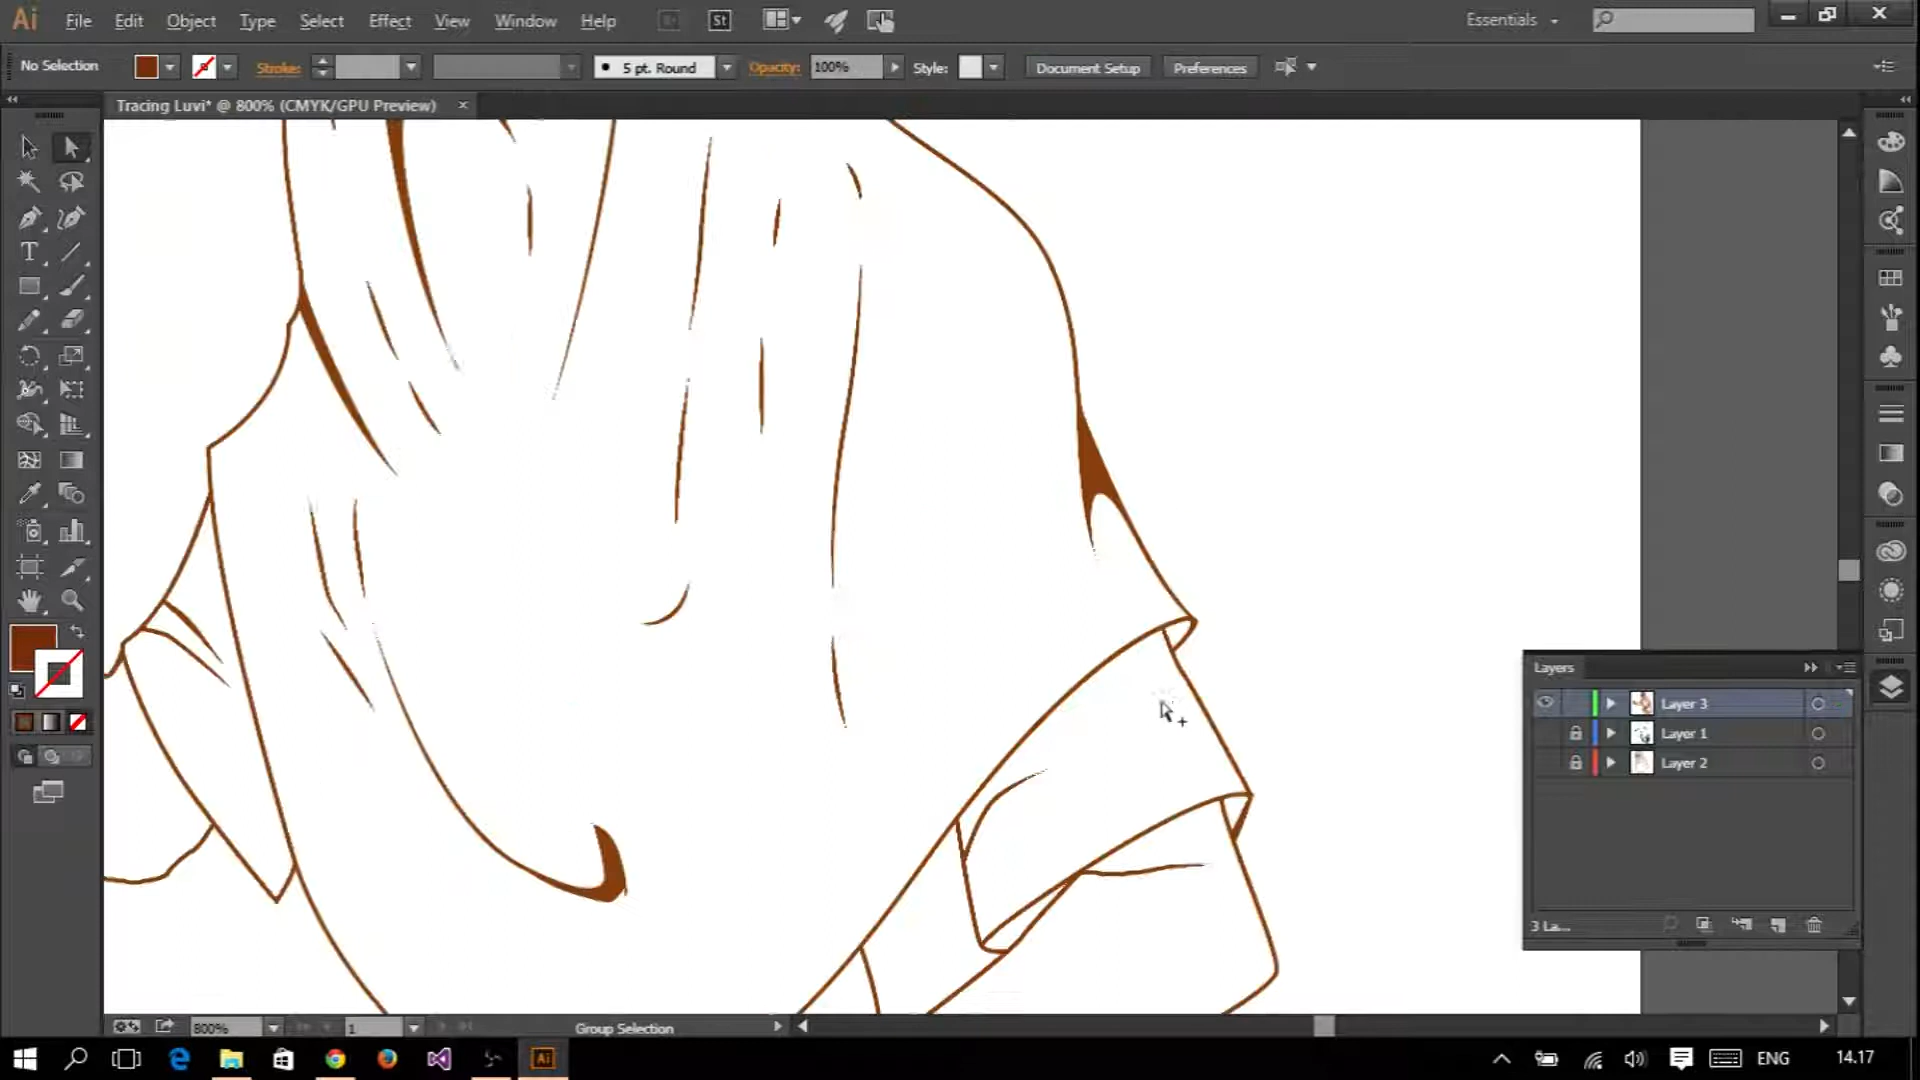 Ai File Edit Object Type Select Effect View Window Help St Essentials
No Selection Stroke: 5 pt. Round Opacity: 100% Style: Document Setup Preferences
Tracing Luvi* @ 800% (CMYK/GPU Preview)
Layers
Layer 3
Layer 1
Layer 2
3 La...
800% 1 Group Selection
Ai ENG 14.17